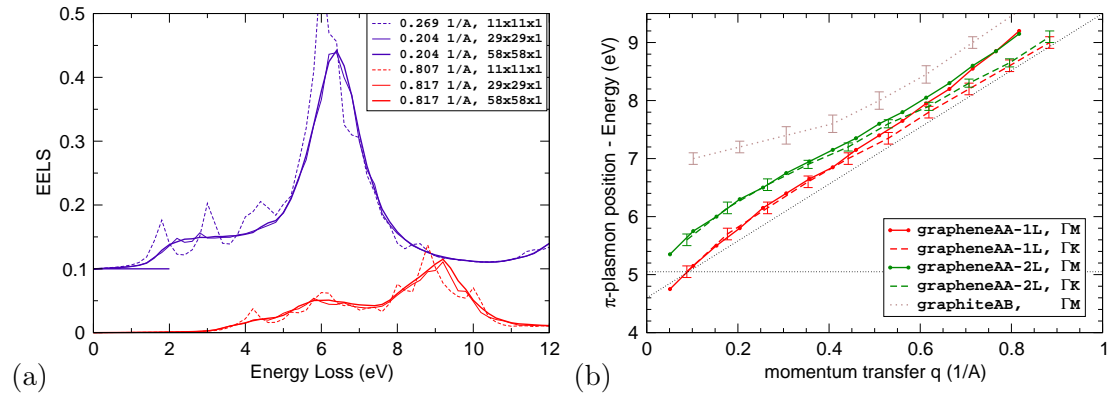 0.5
0.4
0.3
0.2
0.1
0
EELS
0.269 1/A, 11x11x1
0.204 1/A, 29x29x1
0.204 1/A, 58x58x1
0.807 1/A, 11x11x1
0.817 1/A, 29x29x1
0.817 1/A, 58x58x1
0 2 4 6 8 10 12
Energy Loss (eV)
(a)
9
8
7
6
5
4
π-plasmon position - Energy (eV)
grapheneAA-1L, ΓM
grapheneAA-1L, ΓK
grapheneAA-2L, ΓM
grapheneAA-2L, ΓK
graphiteAB, ΓM
0 0.2 0.4 0.6 0.8 1
momentum transfer q (1/A)
(b)